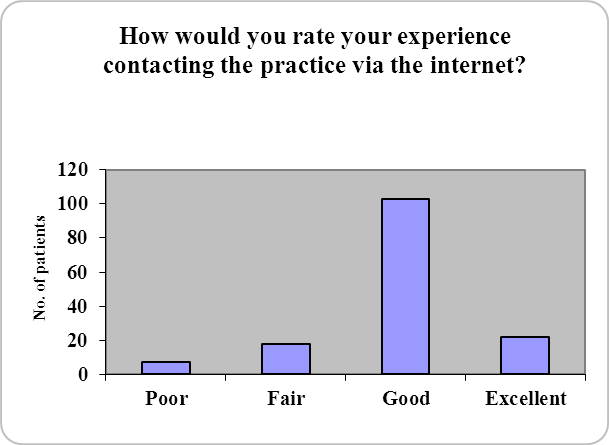 How would you rate your experience
contacting the practice via the internet?
No. of patients
120
100
80
60
40
20
0
Poor Fair Good Excellent